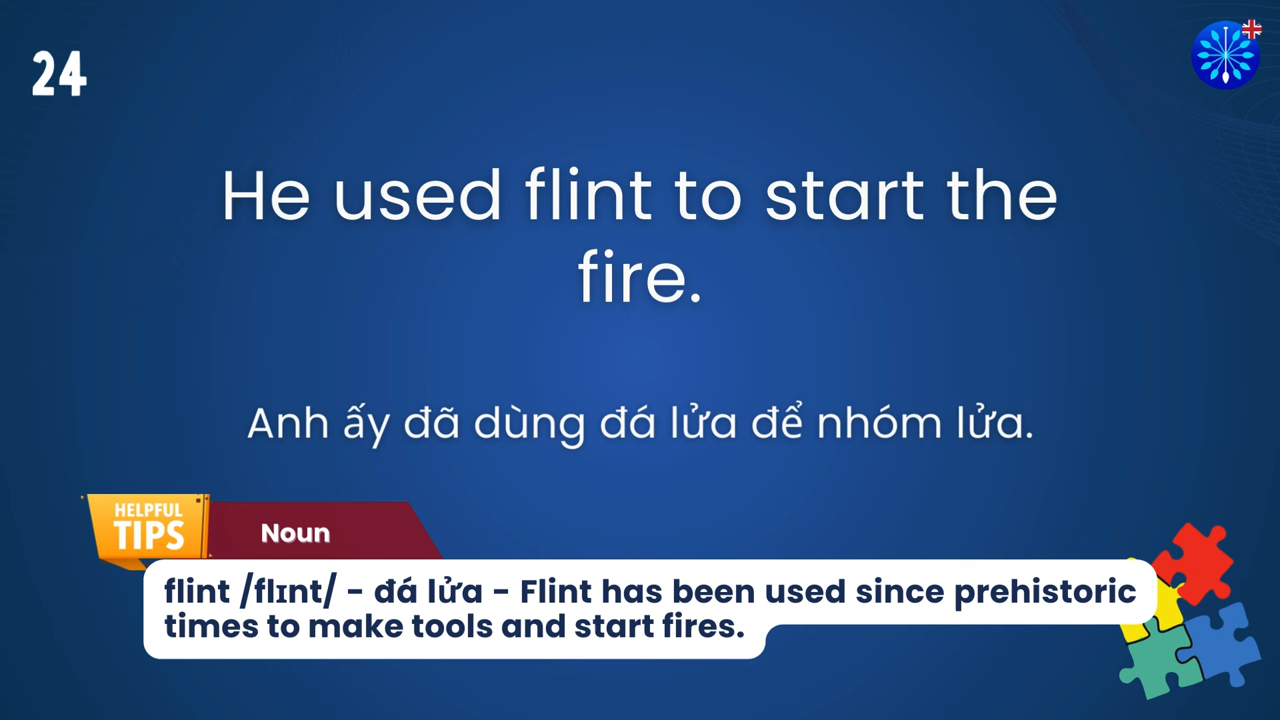 24
He used flint to start the
fire.
Anh ấy đã dùng đá lửa để nhóm lửa.
HELPFUL
TIPS
Noun
flint /flɪnt/ - đá lửa - Flint has been used since prehistoric
times to make tools and start fires.